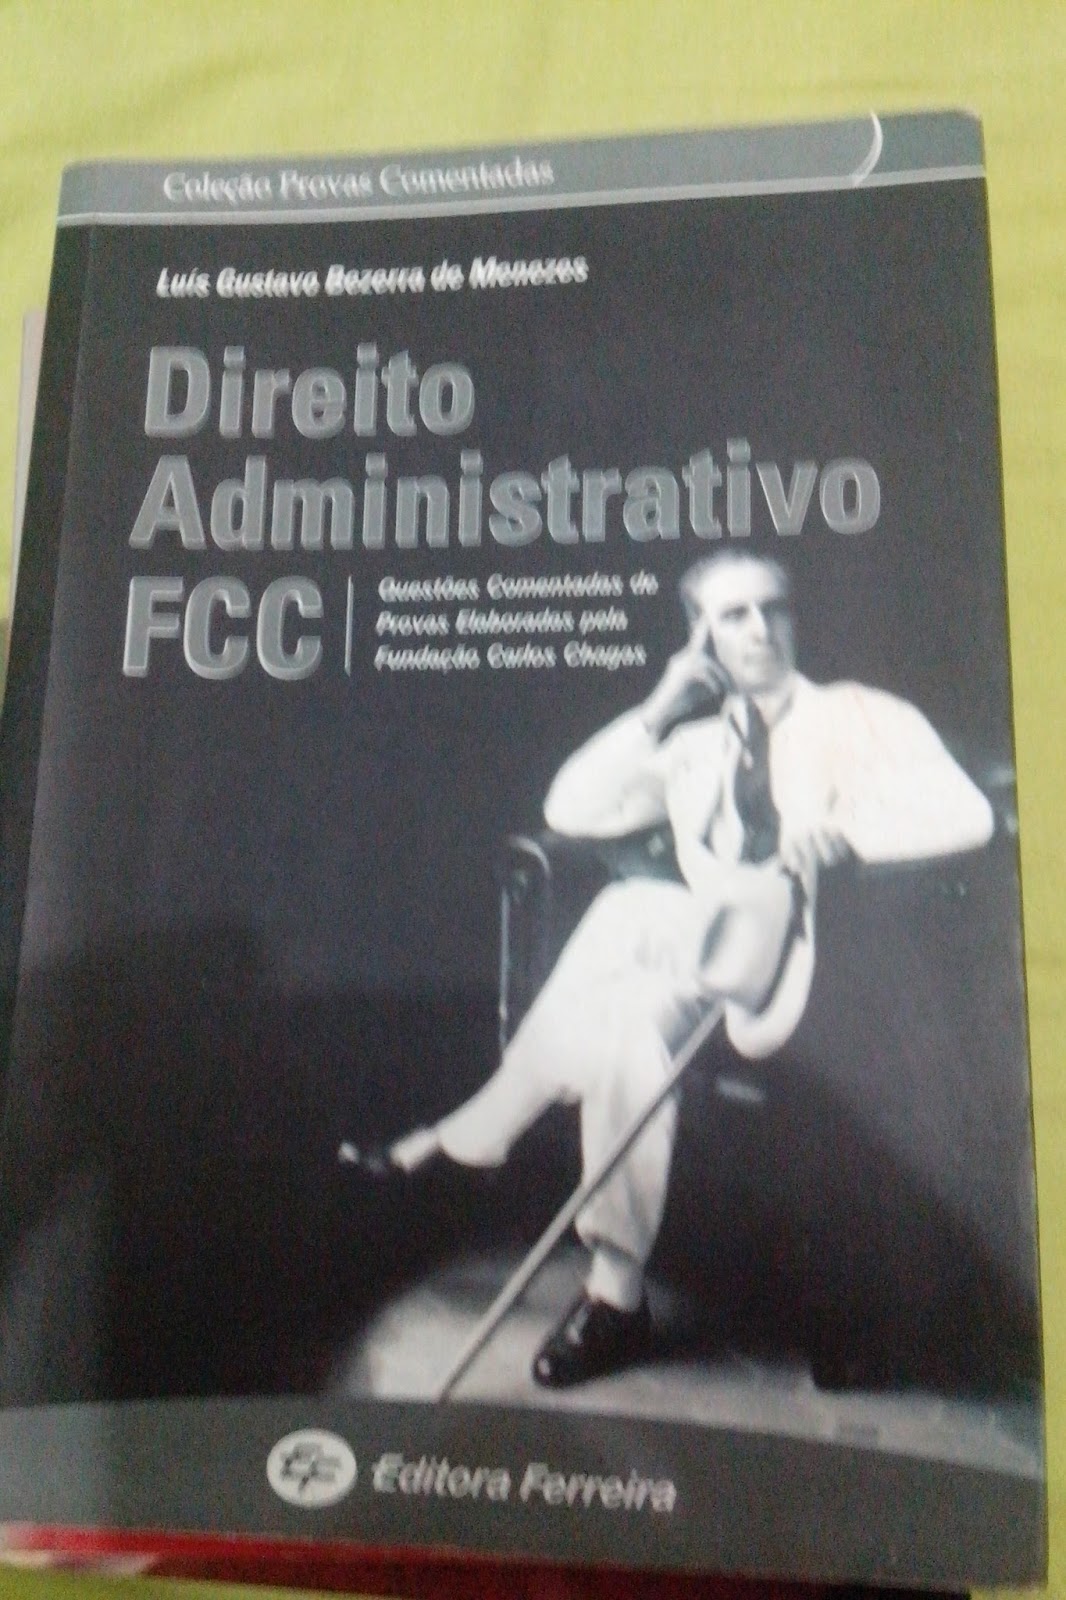 Coleção Provas Comentadas
Luís Gustavo Bezerra de Menezes
Direito
Administrativo
FCC
Questões Comentadas de
Provas Elaboradas pela
Fundação Carlos Chagas
EF Editora Ferreira